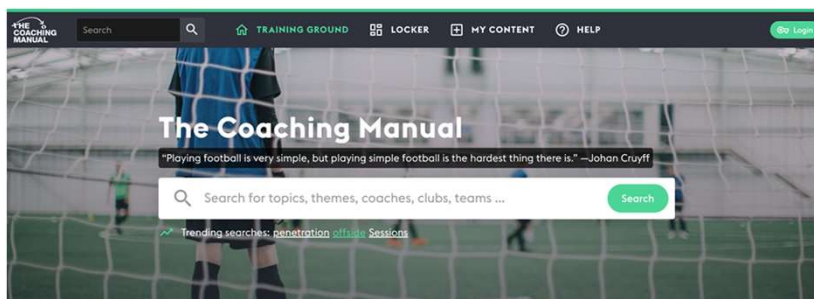 THE
COACHING
MANUAL
Search
TRAINING GROUND
LOCKER
MY CONTENT
HELP
Login
The Coaching Manual
"Playing football is very simple, but playing simple football is the hardest thing there is." —Johan Cruyff
Search for topics, themes, coaches, clubs, teams ...
Search
Trending searches: penetration offside Sessions